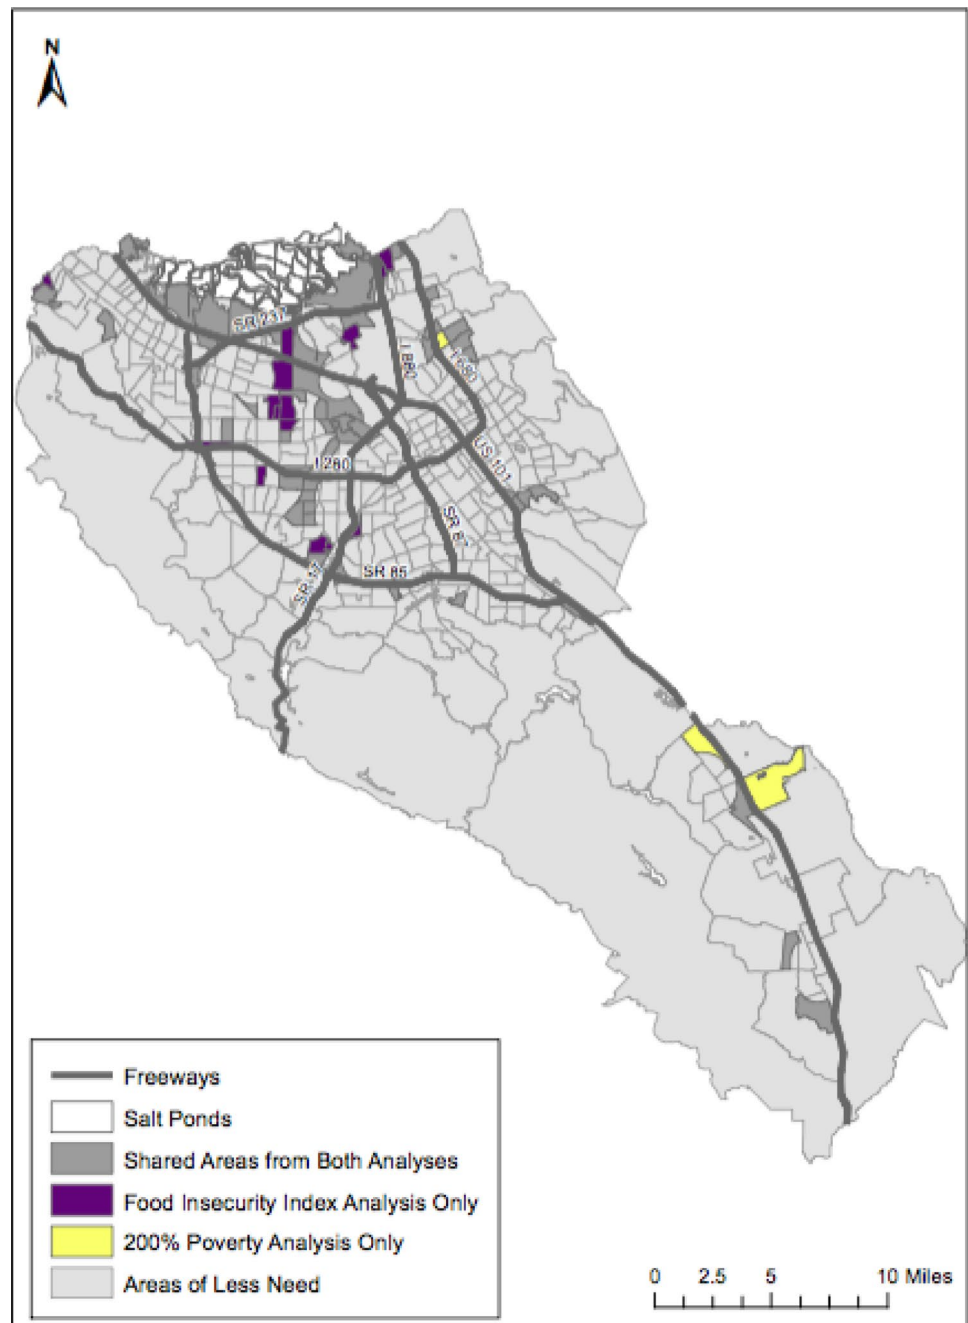 N
SR 237
I 880
I 680
US 101
I 280
SR 87
SR 85
SR 17
Freeways
Salt Ponds
Shared Areas from Both Analyses
Food Insecurity Index Analysis Only
200% Poverty Analysis Only
Areas of Less Need
0 2.5 5 10 Miles